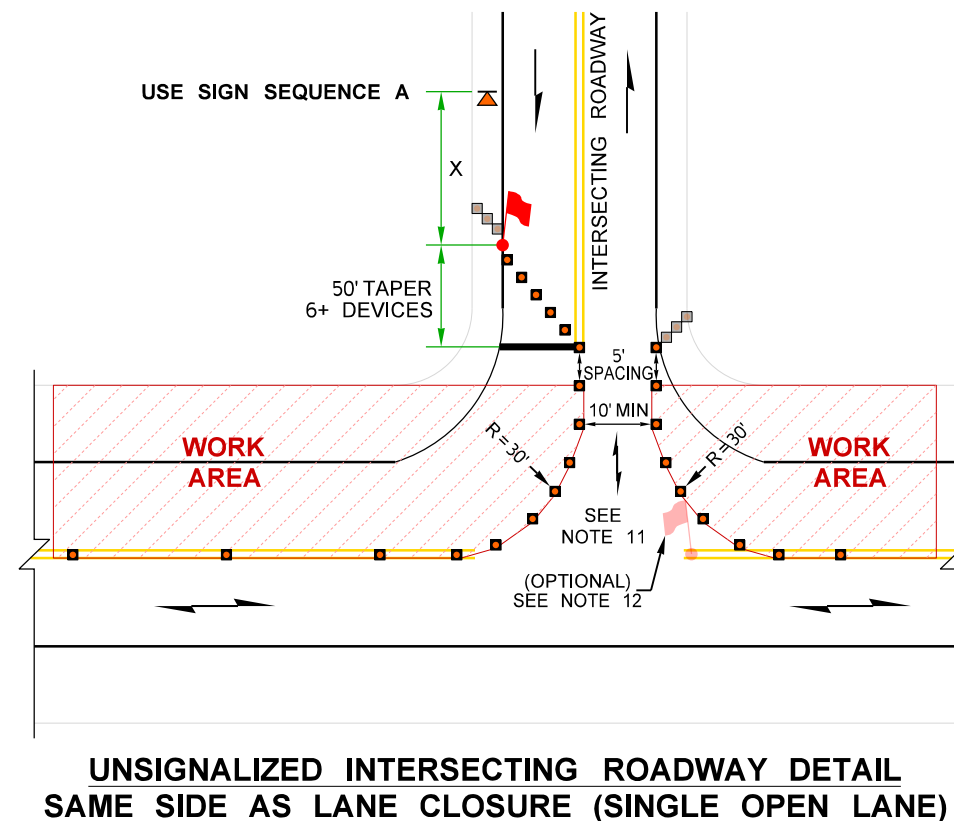 INTERSECTING ROADWAY
USE SIGN SEQUENCE A
X
50' TAPER
6+ DEVICES
5'
SPACING
10' MIN
WORK
AREA
R = 30'
R = 30'
WORK
AREA
SEE
NOTE 11
(OPTIONAL)
SEE NOTE 12
UNSIGNALIZED INTERSECTING ROADWAY DETAIL
SAME SIDE AS LANE CLOSURE (SINGLE OPEN LANE)